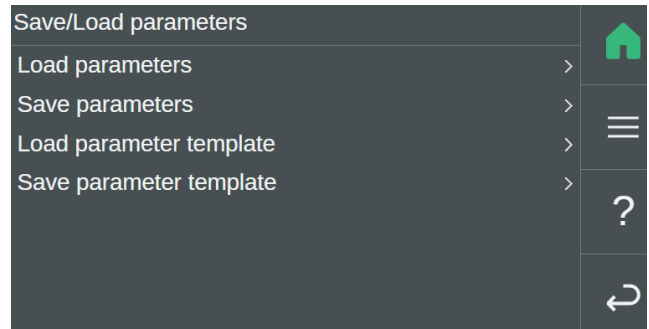 Save/Load parameters
Load parameters
Save parameters
Load parameter template
Save parameter template
?